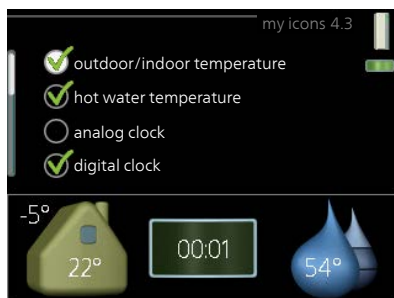 my icons 4.3
outdoor/indoor temperature
hot water temperature
analog clock
digital clock
-5°
22°
00:01
54°